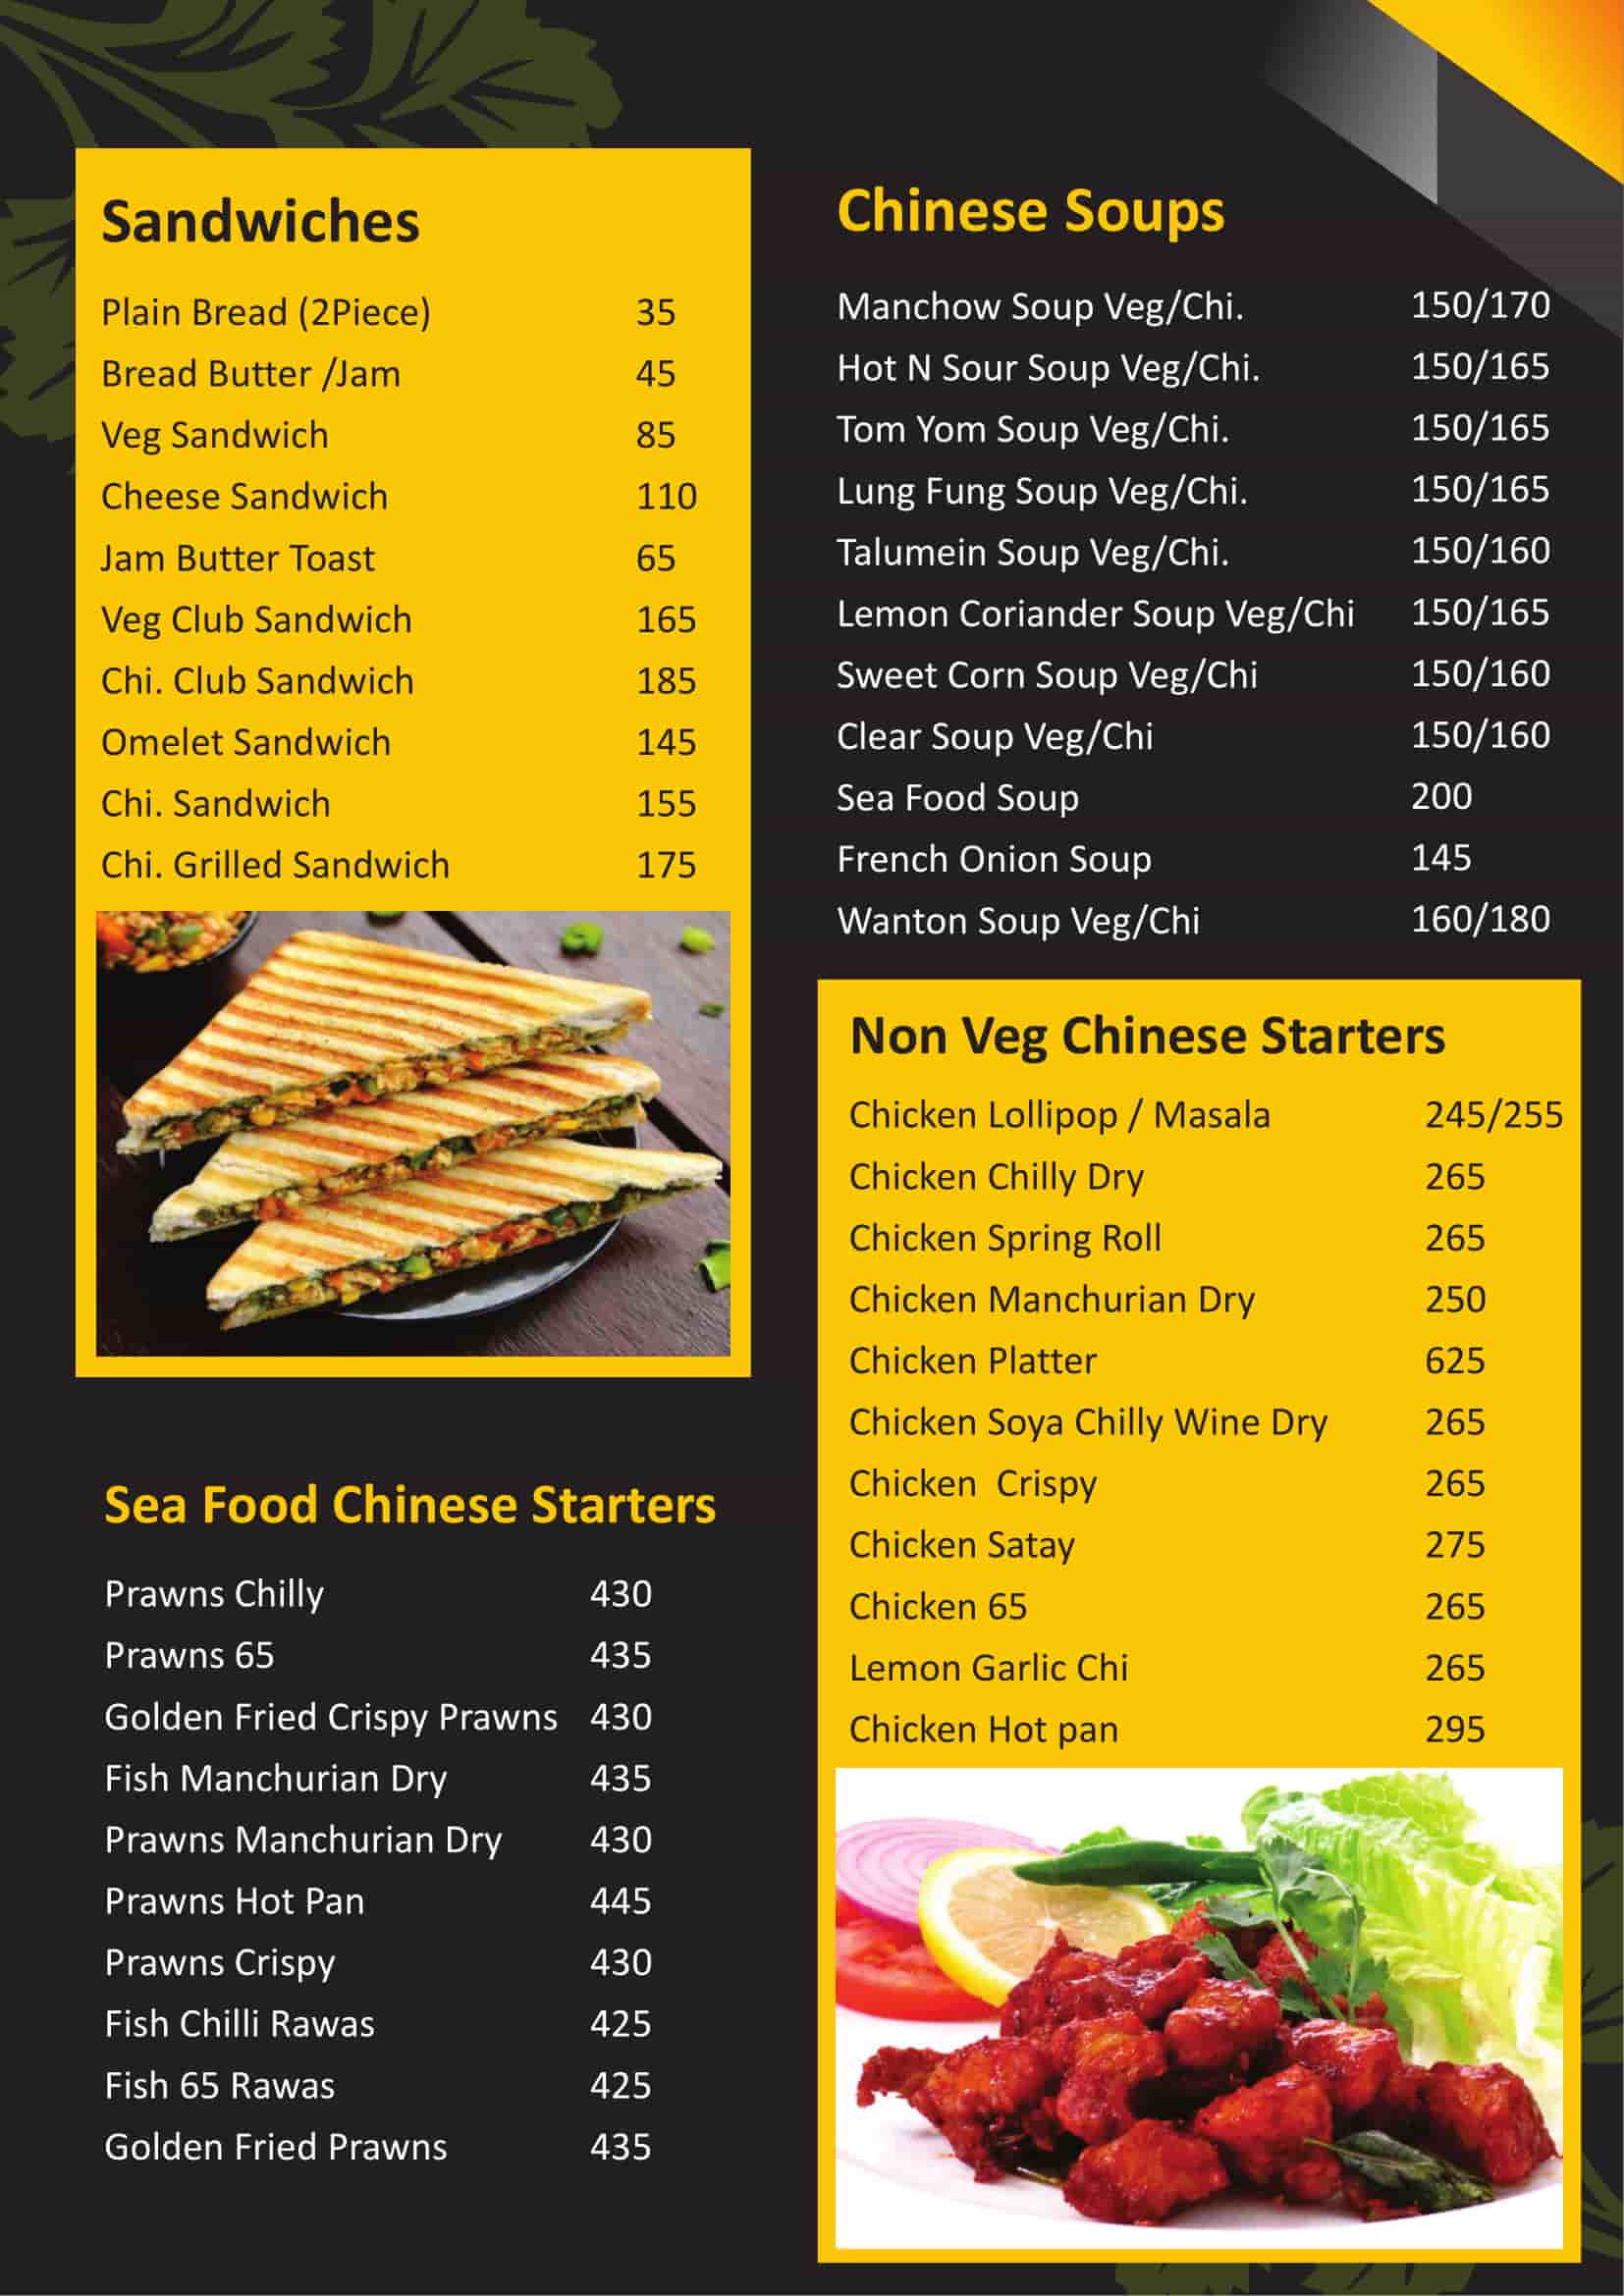 Sandwiches
Plain Bread (2Piece) 35
Bread Butter /Jam 45
Veg Sandwich 85
Cheese Sandwich 110
Jam Butter Toast 65
Veg Club Sandwich 165
Chi. Club Sandwich 185
Omelet Sandwich 145
Chi. Sandwich 155
Chi. Grilled Sandwich 175
Sea Food Chinese Starters
Prawns Chilly 430
Prawns 65 435
Golden Fried Crispy Prawns 430
Fish Manchurian Dry 435
Prawns Manchurian Dry 430
Prawns Hot Pan 445
Prawns Crispy 430
Fish Chilli Rawas 425
Fish 65 Rawas 425
Golden Fried Prawns 435
Chinese Soups
Manchow Soup Veg/Chi. 150/170
Hot N Sour Soup Veg/Chi. 150/165
Tom Yom Soup Veg/Chi. 150/165
Lung Fung Soup Veg/Chi. 150/165
Talumein Soup Veg/Chi. 150/160
Lemon Coriander Soup Veg/Chi 150/165
Sweet Corn Soup Veg/Chi 150/160
Clear Soup Veg/Chi 150/160
Sea Food Soup 200
French Onion Soup 145
Wanton Soup Veg/Chi 160/180
Non Veg Chinese Starters
Chicken Lollipop / Masala 245/255
Chicken Chilly Dry 265
Chicken Spring Roll 265
Chicken Manchurian Dry 250
Chicken Platter 625
Chicken Soya Chilly Wine Dry 265
Chicken Crispy 265
Chicken Satay 275
Chicken 65 265
Lemon Garlic Chi 265
Chicken Hot pan 295